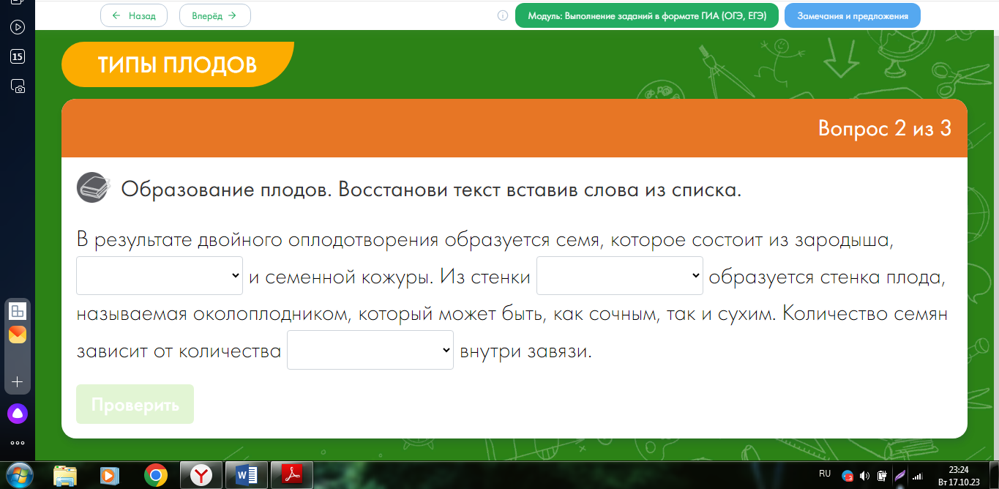 ← Назад
Вперёд →
Модуль: Выполнение заданий в формате ГИА (ОГЭ, ЕГЭ)
Замечания и предложения
15
ТИПЫ ПЛОДОВ
Вопрос 2 из 3
Образование плодов. Восстанови текст вставив слова из списка.
В результате двойного оплодотворения образуется семя, которое состоит из зародыша,
и семенной кожуры. Из стенки образуется стенка плода,
называемая околоплодником, который может быть, как сочным, так и сухим. Количество семян
зависит от количества внутри завязи.
Проверить
RU
23:24
Вт 17.10.23